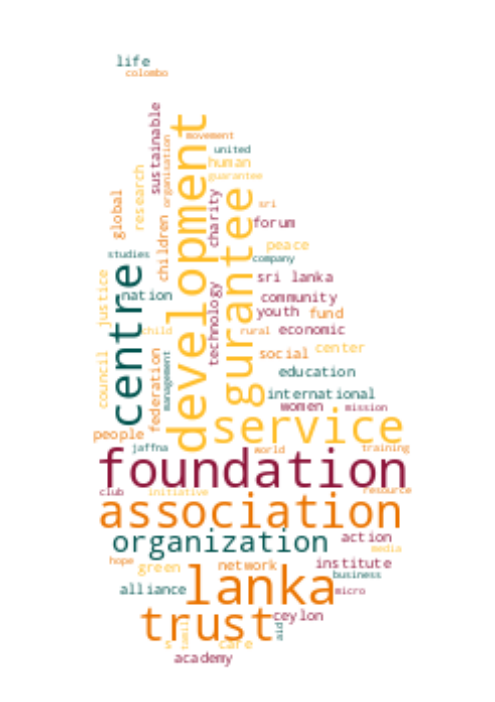 life
colombo
sustainable
movement
organisation
development
united
human
guarantee
research
global
children
charity
gurantee
sri
forum
peace
studies
company
centre
nation
justice
sri lanka
technology
community
youth
fund
child
rural
economic
council
federation
management
social
center
education
international
women
mission
service
people
jaffna
world
training
foundation
club
initiative
resource
association
organization
action
media
hope
green
network
institute
business
alliance
lanka
micro
trust
ceylon
aid
s
tamil
care
academy